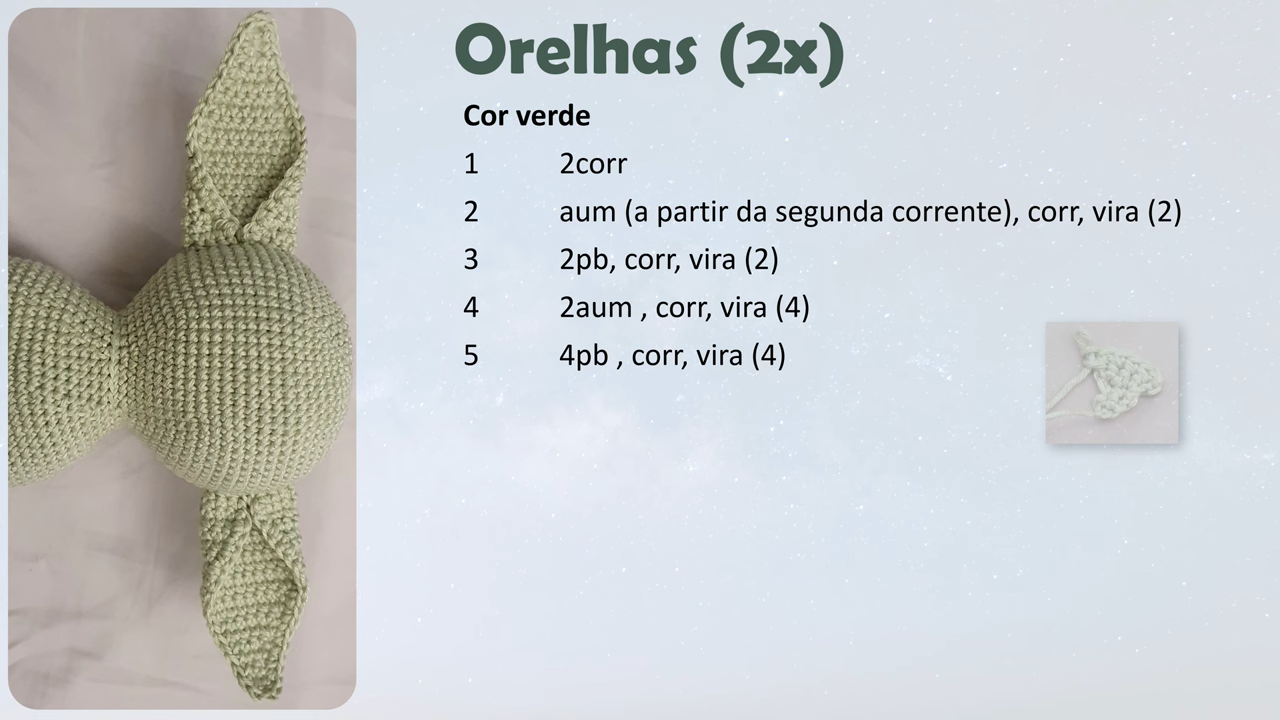 Orelhas (2x)
Cor verde
1 2corr
2 aum (a partir da segunda corrente), corr, vira (2)
3 2pb, corr, vira (2)
4 2aum , corr, vira (4)
5 4pb , corr, vira (4)